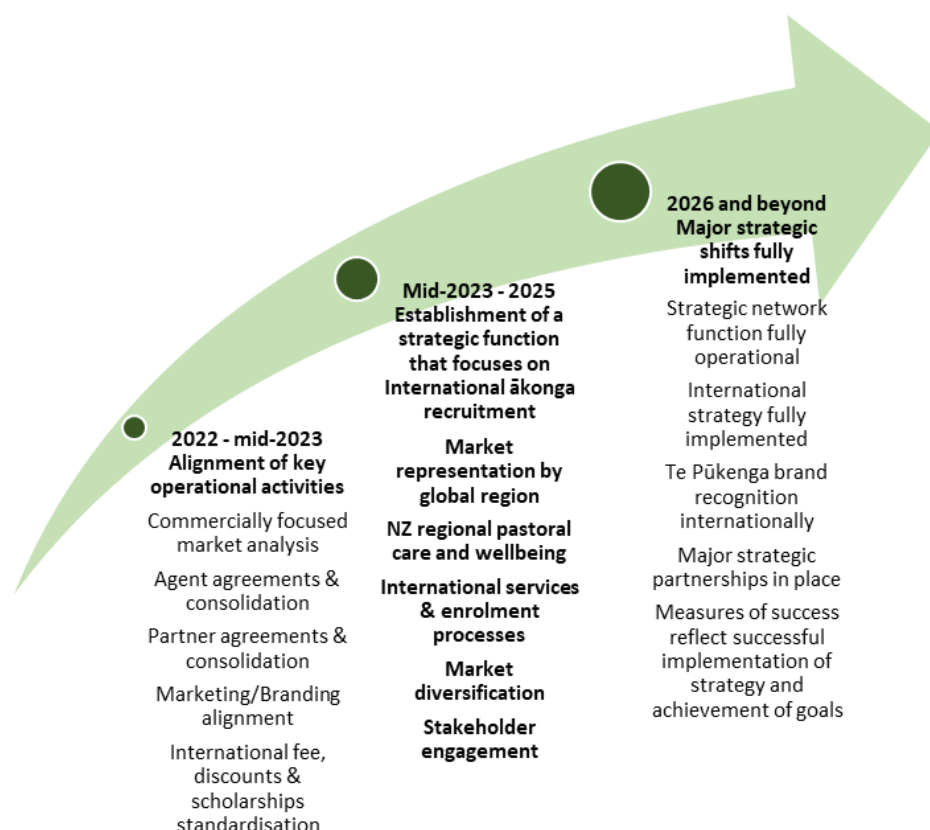 2022 - mid-2023
Alignment of key
operational activities
Commercially focused
market analysis
Agent agreements &
consolidation
Partner agreements &
consolidation
Marketing/Branding
alignment
International fee,
discounts &
scholarships
standardisation
Mid-2023 - 2025
Establishment of a
strategic function
that focuses on
International ākonga
recruitment
Market
representation by
global region
NZ regional pastoral
care and wellbeing
International services
& enrolment
processes
Market
diversification
Stakeholder
engagement
2026 and beyond
Major strategic
shifts fully
implemented
Strategic network
function fully
operational
International
strategy fully
implemented
Te Pūkenga brand
recognition
internationally
Major strategic
partnerships in place
Measures of success
reflect successful
implementation of
strategy and
achievement of goals